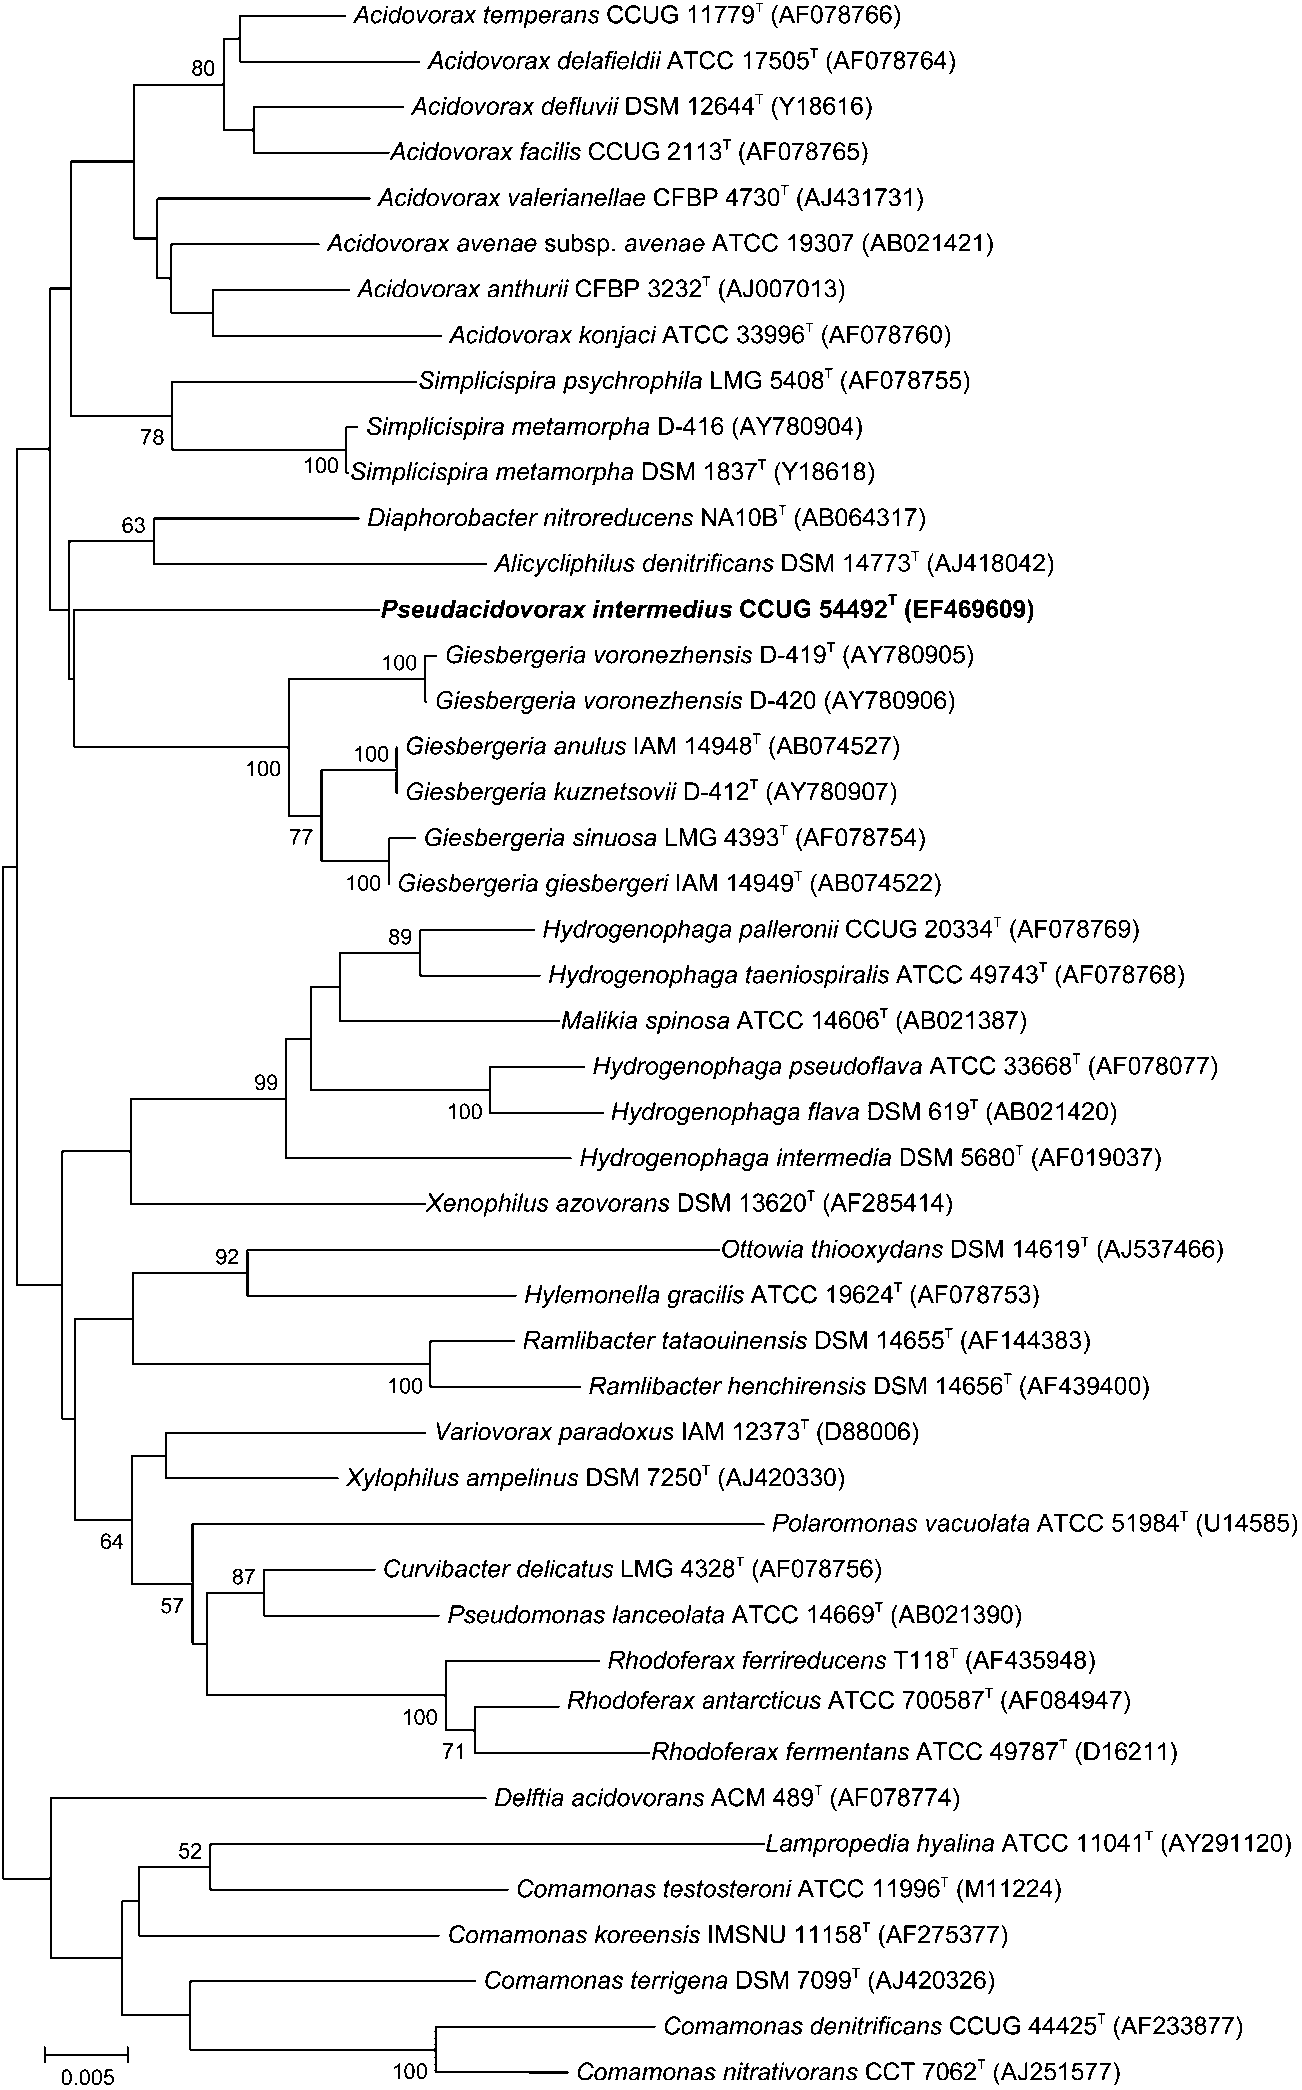 Acidovorax temperans CCUG 11779ᵀ (AF078766)
Acidovorax delafieldii ATCC 17505ᵀ (AF078764)
80
Acidovorax defluvii DSM 12644ᵀ (Y18616)
Acidovorax facilis CCUG 2113ᵀ (AF078765)
Acidovorax valerianellae CFBP 4730ᵀ (AJ431731)
Acidovorax avenae subsp. avenae ATCC 19307 (AB021421)
Acidovorax anthurii CFBP 3232ᵀ (AJ007013)
Acidovorax konjaci ATCC 33996ᵀ (AF078760)
Simplicispira psychrophila LMG 5408ᵀ (AF078755)
Simplicispira metamorpha D-416 (AY780904)
78
100
Simplicispira metamorpha DSM 1837ᵀ (Y18618)
Diaphorobacter nitroreducens NA10Bᵀ (AB064317)
63
Alicycliphilus denitrificans DSM 14773ᵀ (AJ418042)
Pseudacidovorax intermedius CCUG 54492ᵀ (EF469609)
Giesbergeria voronezhensis D-419ᵀ (AY780905)
100
Giesbergeria voronezhensis D-420 (AY780906)
Giesbergeria anulus IAM 14948ᵀ (AB074527)
100
100
Giesbergeria kuznetsovii D-412ᵀ (AY780907)
77
Giesbergeria sinuosa LMG 4393ᵀ (AF078754)
100
Giesbergeria giesbergeri IAM 14949ᵀ (AB074522)
Hydrogenophaga palleronii CCUG 20334ᵀ (AF078769)
89
Hydrogenophaga taeniospiralis ATCC 49743ᵀ (AF078768)
Malikia spinosa ATCC 14606ᵀ (AB021387)
Hydrogenophaga pseudoflava ATCC 33668ᵀ (AF078077)
99
100
Hydrogenophaga flava DSM 619ᵀ (AB021420)
Hydrogenophaga intermedia DSM 5680ᵀ (AF019037)
Xenophilus azovorans DSM 13620ᵀ (AF285414)
Ottowia thiooxydans DSM 14619ᵀ (AJ537466)
92
Hylemonella gracilis ATCC 19624ᵀ (AF078753)
Ramlibacter tataouinensis DSM 14655ᵀ (AF144383)
100
Ramlibacter henchirensis DSM 14656ᵀ (AF439400)
Variovorax paradoxus IAM 12373ᵀ (D88006)
Xylophilus ampelinus DSM 7250ᵀ (AJ420330)
Polaromonas vacuolata ATCC 51984ᵀ (U14585)
64
Curvibacter delicatus LMG 4328ᵀ (AF078756)
87
57
Pseudomonas lanceolata ATCC 14669ᵀ (AB021390)
Rhodoferax ferrireducens T118ᵀ (AF435948)
Rhodoferax antarcticus ATCC 700587ᵀ (AF084947)
100
71
Rhodoferax fermentans ATCC 49787ᵀ (D16211)
Delftia acidovorans ACM 489ᵀ (AF078774)
Lampropedia hyalina ATCC 11041ᵀ (AY291120)
52
Comamonas testosteroni ATCC 11996ᵀ (M11224)
Comamonas koreensis IMSNU 11158ᵀ (AF275377)
Comamonas terrigena DSM 7099ᵀ (AJ420326)
Comamonas denitrificans CCUG 44425ᵀ (AF233877)
100
Comamonas nitrativorans CCT 7062ᵀ (AJ251577)
0.005